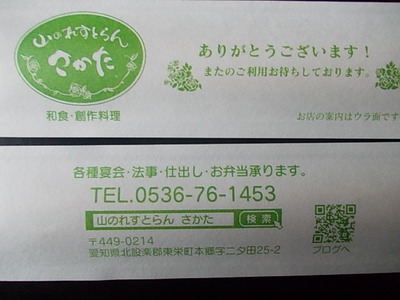 山のれすとらん
さかた
和食・創作料理
ありがとうございます!
またのご利用お待ちしております。
お店の案内はウラ面です
各種宴会・法事・仕出し・お弁当承ります。
TEL.0536-76-1453
山のれすとらん さかた 検索
〒449-0214
愛知県北設楽郡東栄町本郷字二タ田25-2
ブログへ